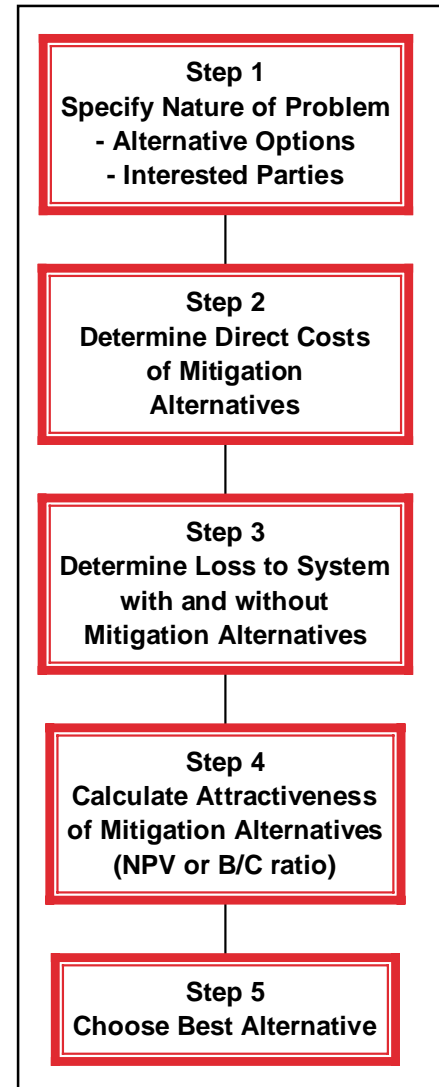 Step 1
Specify Nature of Problem
- Alternative Options
- Interested Parties
Step 2
Determine Direct Costs
of Mitigation
Alternatives
Step 3
Determine Loss to System
with and without
Mitigation Alternatives
Step 4
Calculate Attractiveness
of Mitigation Alternatives
(NPV or B/C ratio)
Step 5
Choose Best Alternative